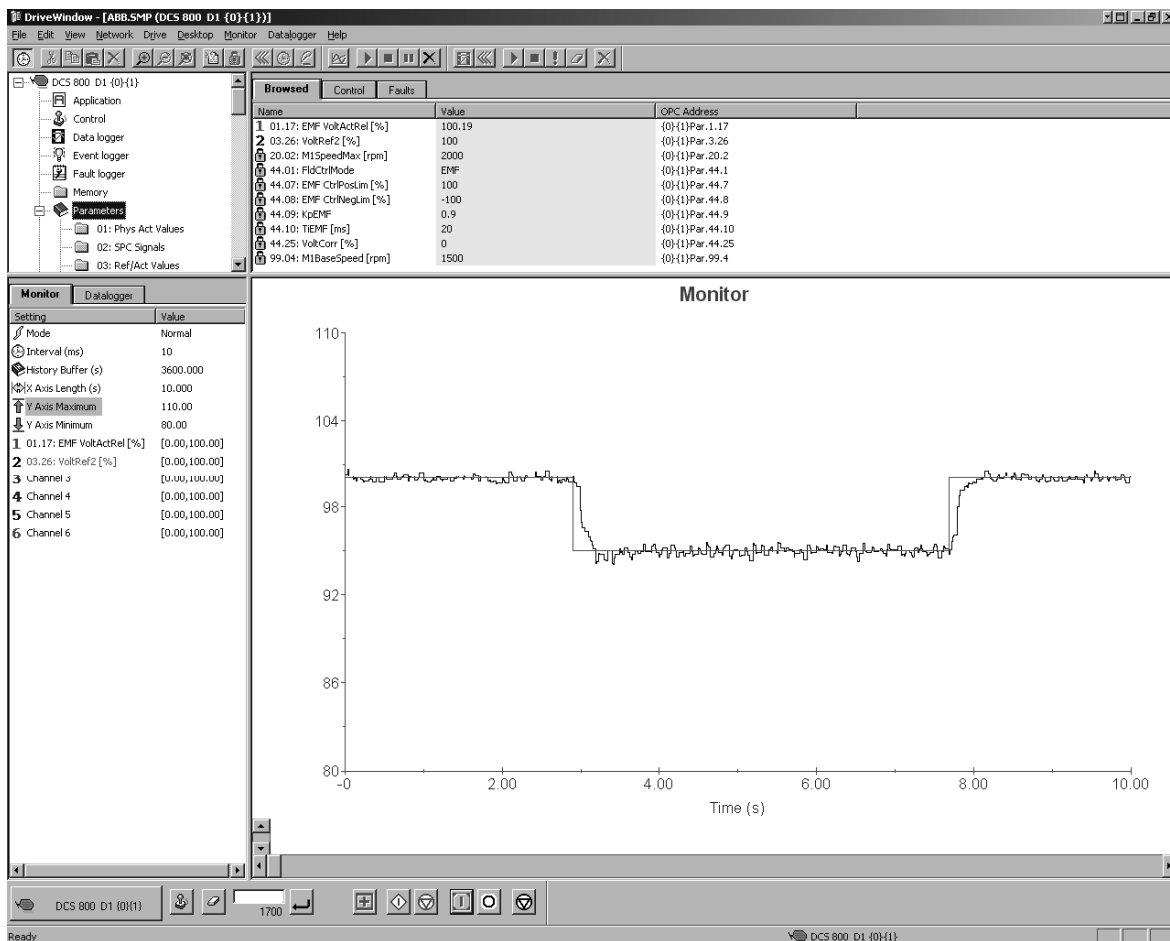 DriveWindow - [ABB.SMP (DCS 800 D1 {0}{1})]
File Edit View Network Drive Desktop Monitor Datalogger Help
DCS 800 D1 {0}{1}
Application
Control
Data logger
Event logger
Fault logger
Memory
Parameters
01: Phys Act Values
02: SPC Signals
03: Ref/Act Values
Browsed Control Faults
Name Value OPC Address
1 01.17: EMF VoltActRel [%] 100.19 {0}{1}Par.1.17
2 03.26: VoltRef2 [%] 100 {0}{1}Par.3.26
20.02: M1SpeedMax [rpm] 2000 {0}{1}Par.20.2
44.01: FldCtrlMode EMF {0}{1}Par.44.1
44.07: EMF CtrlPosLim [%] 100 {0}{1}Par.44.7
44.08: EMF CtrlNegLim [%] -100 {0}{1}Par.44.8
44.09: KpEMF 0.9 {0}{1}Par.44.9
44.10: TiEMF [ms] 20 {0}{1}Par.44.10
44.25: VoltCorr [%] 0 {0}{1}Par.44.25
99.04: M1BaseSpeed [rpm] 1500 {0}{1}Par.99.4
Monitor Datalogger
Setting Value
Mode Normal
Interval (ms) 10
History Buffer (s) 3600.000
X Axis Length (s) 10.000
Y Axis Maximum 110.00
Y Axis Minimum 80.00
1 01.17: EMF VoltActRel [%] [0.00,100.00]
2 03.26: VoltRef2 [%] [0.00,100.00]
3 Channel 3 [0.00,100.00]
4 Channel 4 [0.00,100.00]
5 Channel 5 [0.00,100.00]
6 Channel 6 [0.00,100.00]
Monitor
110
104
98
92
86
80
-0 2.00 4.00 6.00 8.00 10.00
Time (s)
DCS 800 D1 {0}{1}
1700
Ready
DCS 800 D1 {0}{1}